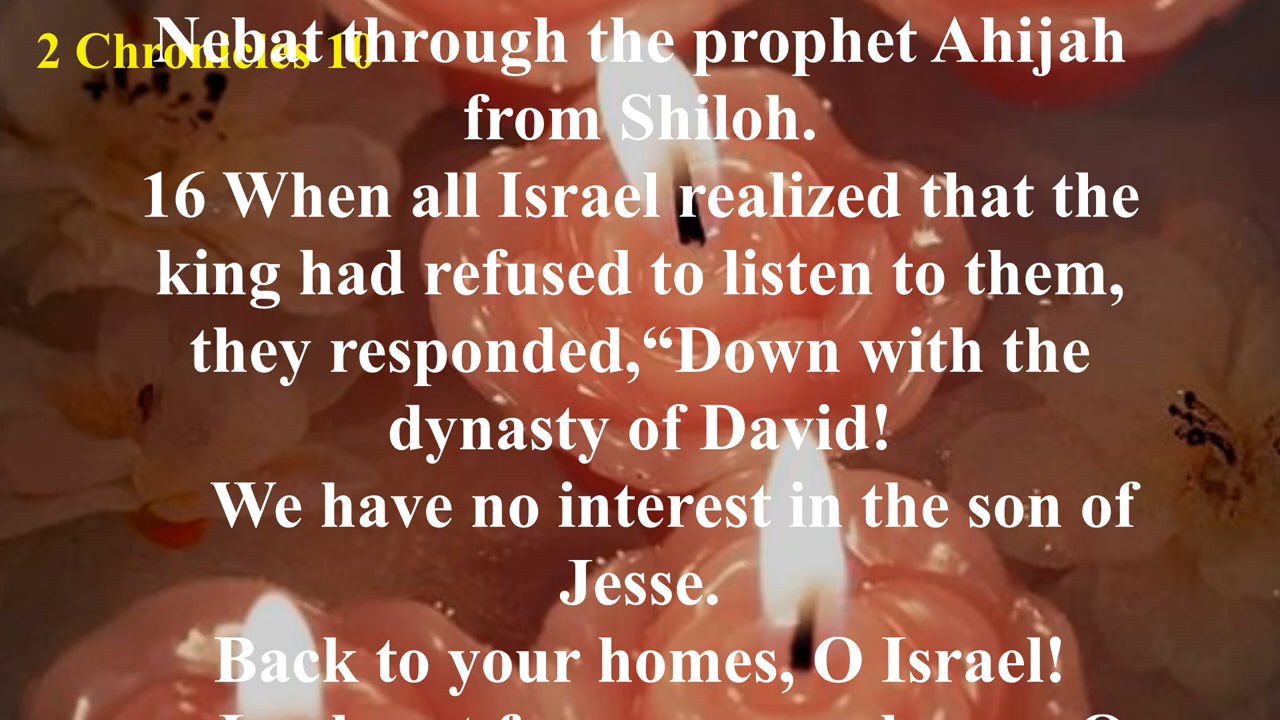 2 Chronicles 10
Nebat through the prophet Ahijah
from Shiloh.
16 When all Israel realized that the
king had refused to listen to them,
they responded,“Down with the
dynasty of David!
We have no interest in the son of
Jesse.
Back to your homes, O Israel!